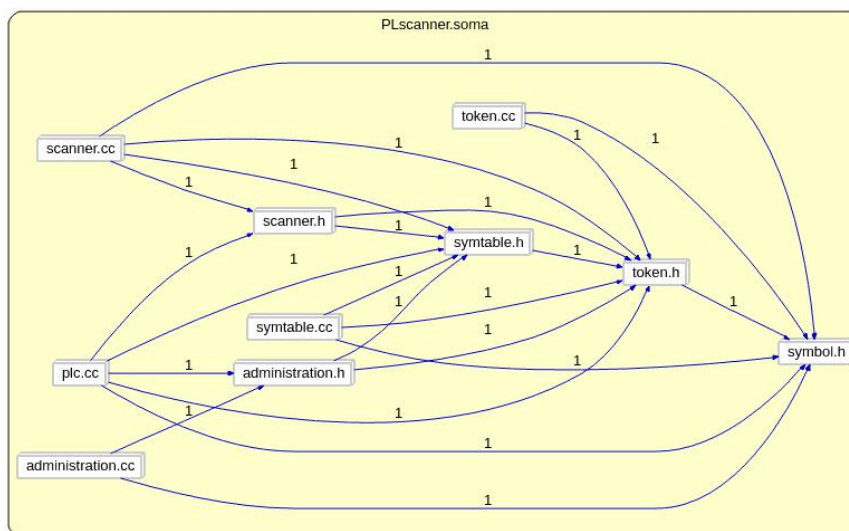 PLscanner.soma
1
token.cc
1
1
scanner.cc
1
1
1
1
scanner.h
1
symtable.h
1
1
1
token.h
1
1
1
symtable.cc
1
symbol.h
1
1
plc.cc
administration.h
1
1
1
administration.cc
1